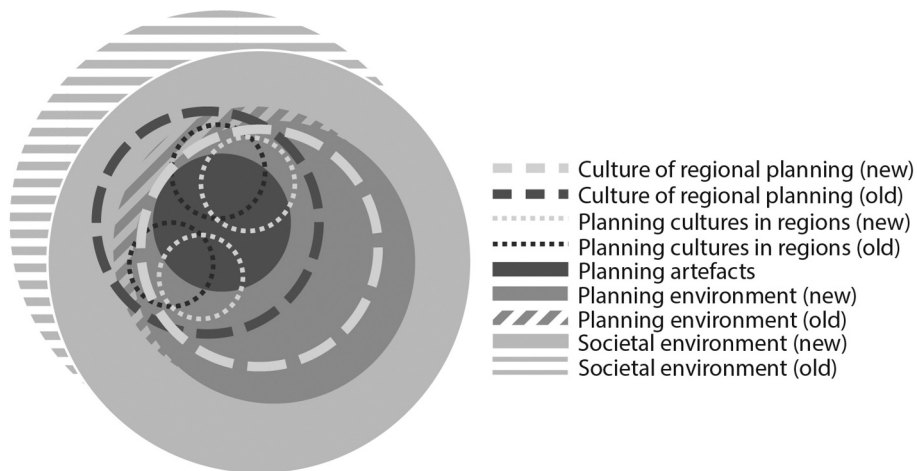 Culture of regional planning (new)
Culture of regional planning (old)
Planning cultures in regions (new)
Planning cultures in regions (old)
Planning artefacts
Planning environment (new)
Planning environment (old)
Societal environment (new)
Societal environment (old)